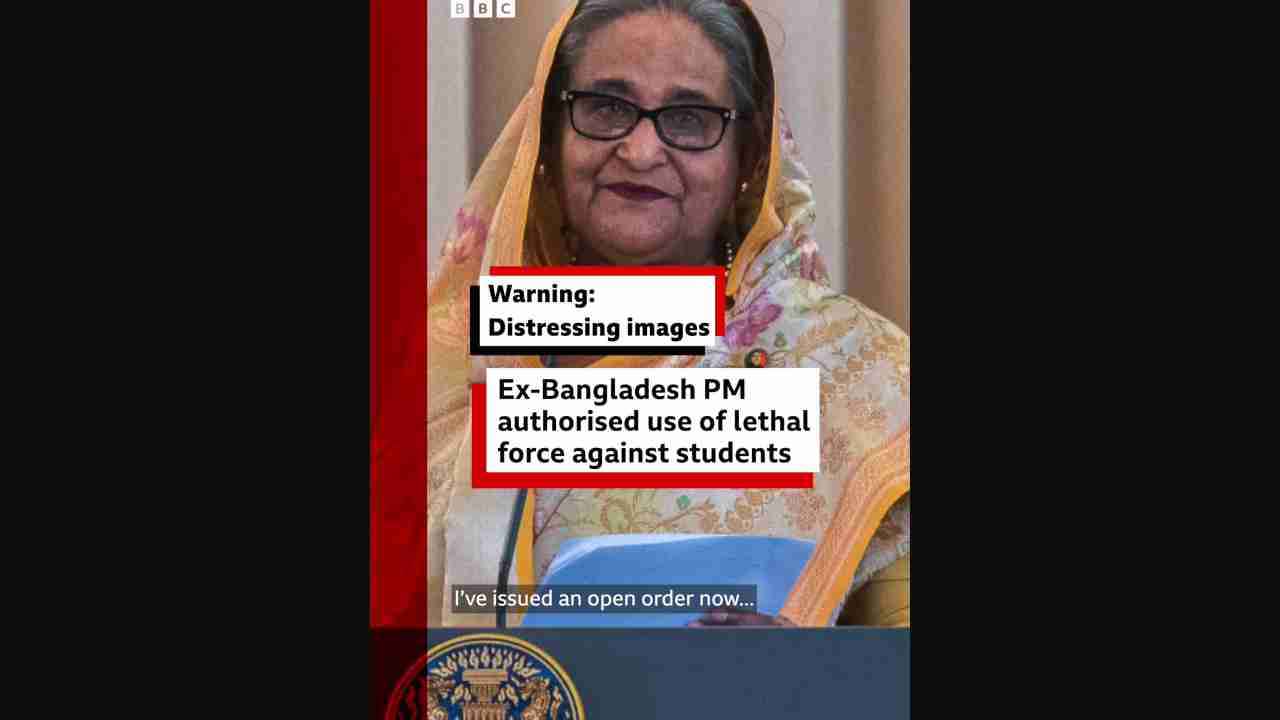 BBC
Warning:
Distressing images
Ex-Bangladesh PM
authorised use of lethal
force against students
I've issued an open order now...